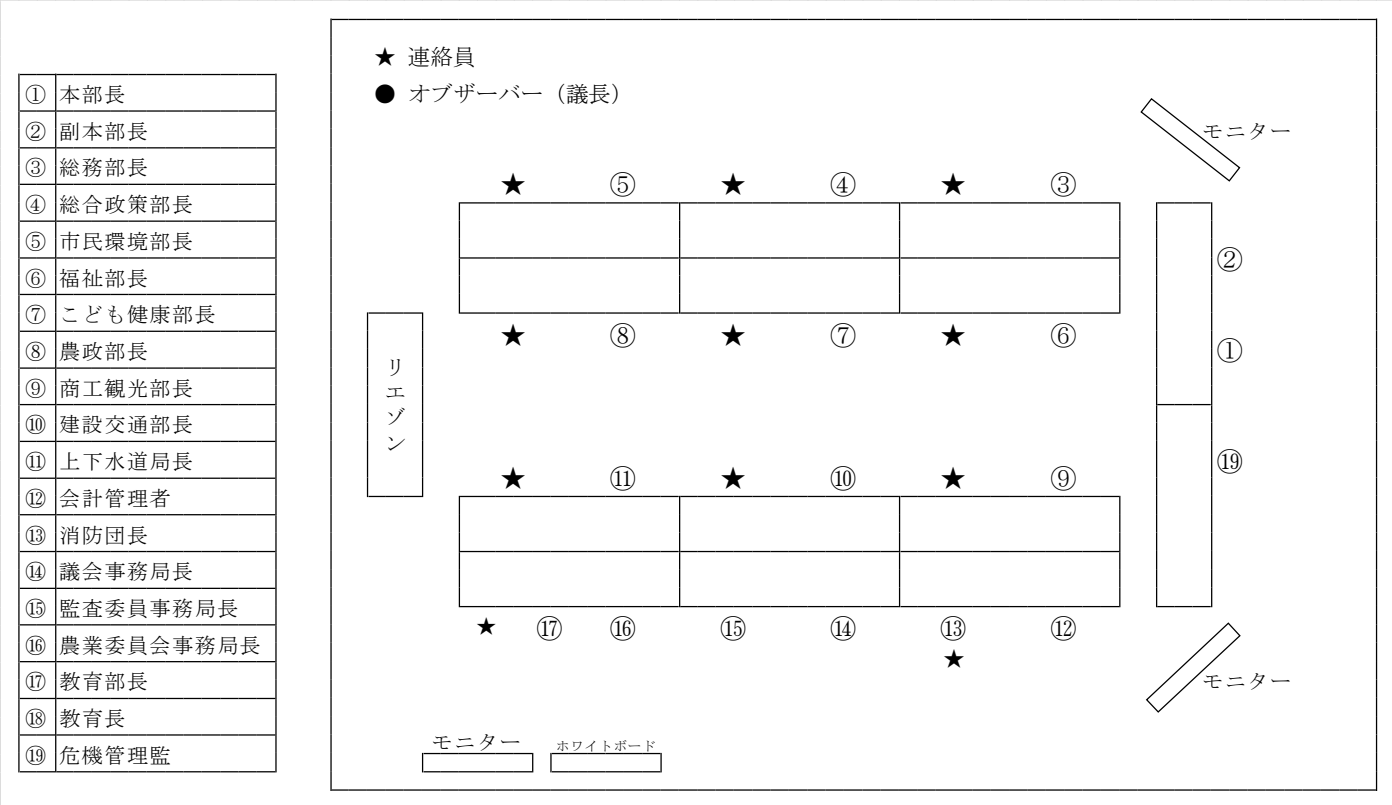 ① 本部長
② 副本部長
③ 総務部長
④ 総合政策部長
⑤ 市民環境部長
⑥ 福祉部長
⑦ こども健康部長
⑧ 農政部長
⑨ 商工観光部長
⑩ 建設交通部長
⑪ 上下水道局長
⑫ 会計管理者
⑬ 消防団長
⑭ 議会事務局長
⑮ 監査委員事務局長
⑯ 農業委員会事務局長
⑰ 教育部長
⑱ 教育長
⑲ 危機管理監
★ 連絡員
● オブザーバー（議長）
モニター
★ ⑤ ★ ④ ★ ③
②
★ ⑧ ★ ⑦ ★ ⑥
①
リエゾン
⑲
★ ⑪ ★ ⑩ ★ ⑨
★ ⑰ ⑯ ⑮ ⑭ ⑬ ⑫
★
モニター
モニター ホワイトボード